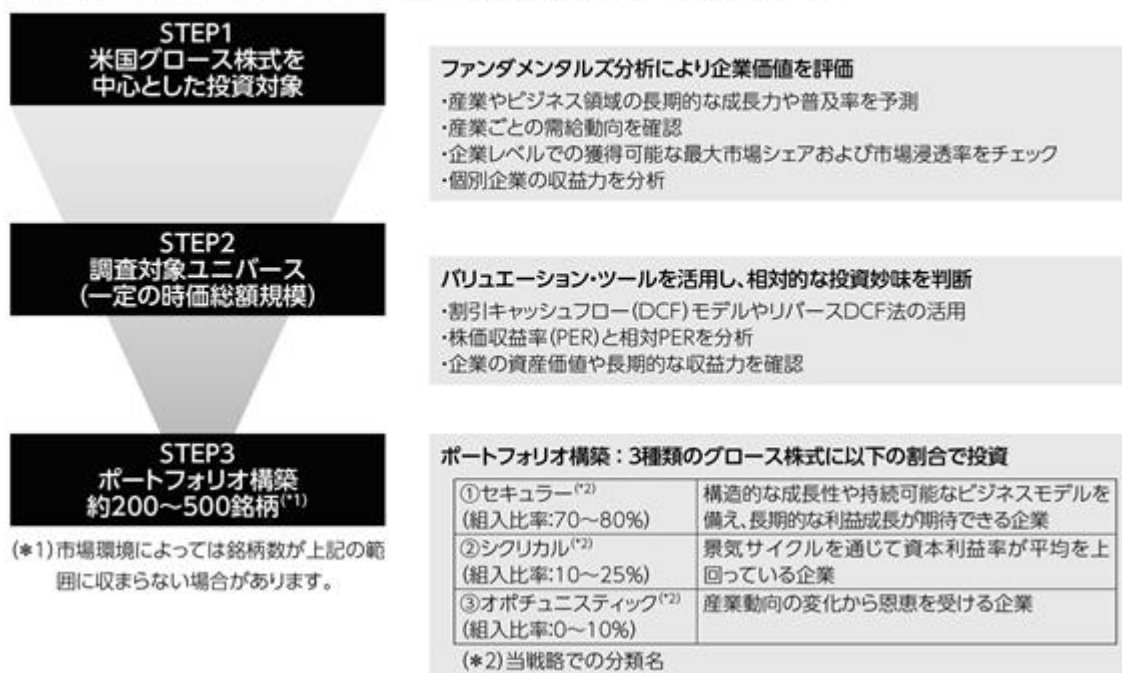 STEP1
米国グロース株式を
中心とした投資対象
ファンダメンタルズ分析により企業価値を評価
・産業やビジネス領域の長期的な成長力や普及率を予測
・産業ごとの需給動向を確認
・企業レベルでの獲得可能な最大市場シェアおよび市場浸透率をチェック
・個別企業の収益力を分析
STEP2
調査対象ユニバース
(一定の時価総額規模)
バリュエーション・ツールを活用し、相対的な投資妙味を判断
・割引キャッシュフロー(DCF)モデルやリバースDCF法の活用
・株価収益率(PER)と相対PERを分析
・企業の資産価値や長期的な収益力を確認
STEP3
ポートフォリオ構築
約200～500銘柄(*1)
(*1)市場環境によっては銘柄数が上記の範
囲に収まらない場合があります。
ポートフォリオ構築：3種類のグロース株式に以下の割合で投資
①セキュラー(*2)
(組入比率:70～80%)
構造的な成長性や持続可能なビジネスモデルを
備え、長期的な利益成長が期待できる企業
②シクリカル(*2)
(組入比率:10～25%)
景気サイクルを通じて資本利益率が平均を上
回っている企業
③オポチュニスティック(*2)
(組入比率:0～10%)
産業動向の変化から恩恵を受ける企業
(*2)当戦略での分類名